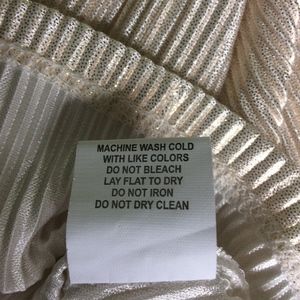 MACHINE WASH COLD
WITH LIKE COLORS
DO NOT BLEACH
LAY FLAT TO DRY
DO NOT IRON
DO NOT DRY CLEAN